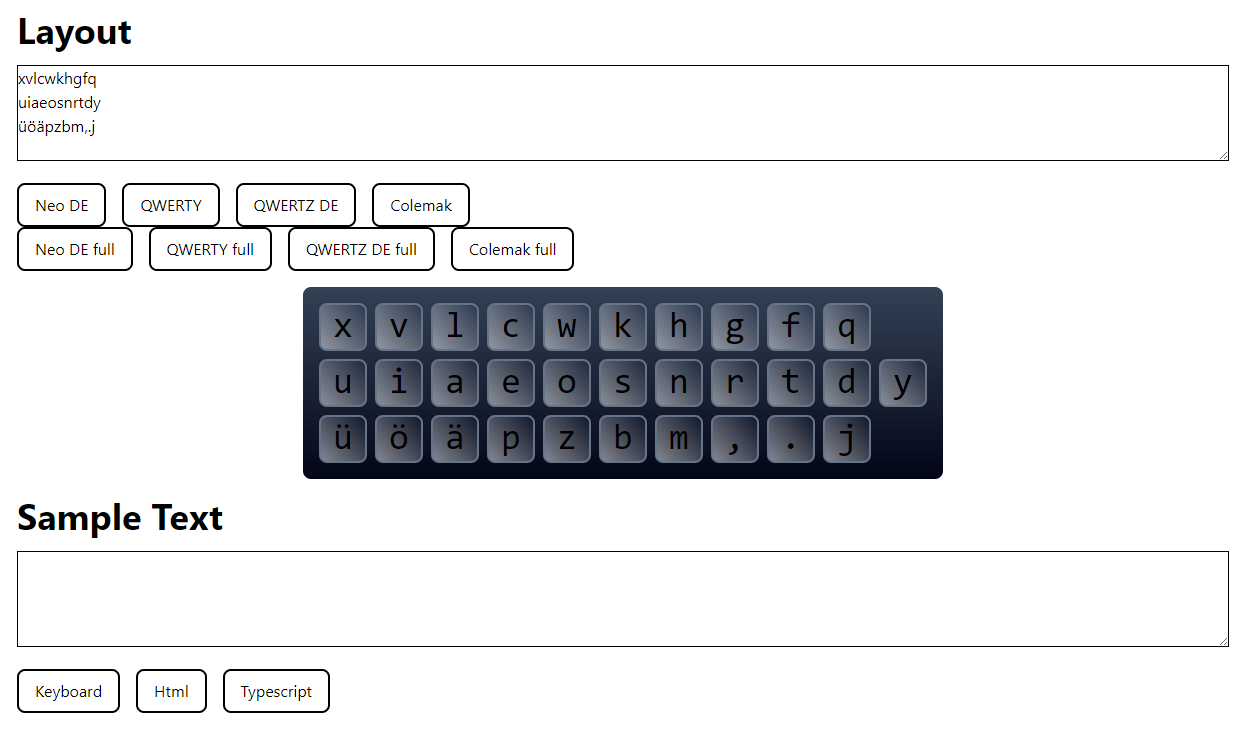 Layout
xvlcwkhgfq
uiaeosnrtdy
üöäpzbm,.j
Neo DE QWERTY QWERTZ DE Colemak
Neo DE full QWERTY full QWERTZ DE full Colemak full
x v l c w k h g f q
u i a e o s n r t d y
ü ö ä p z b m , . j
Sample Text
Keyboard Html Typescript